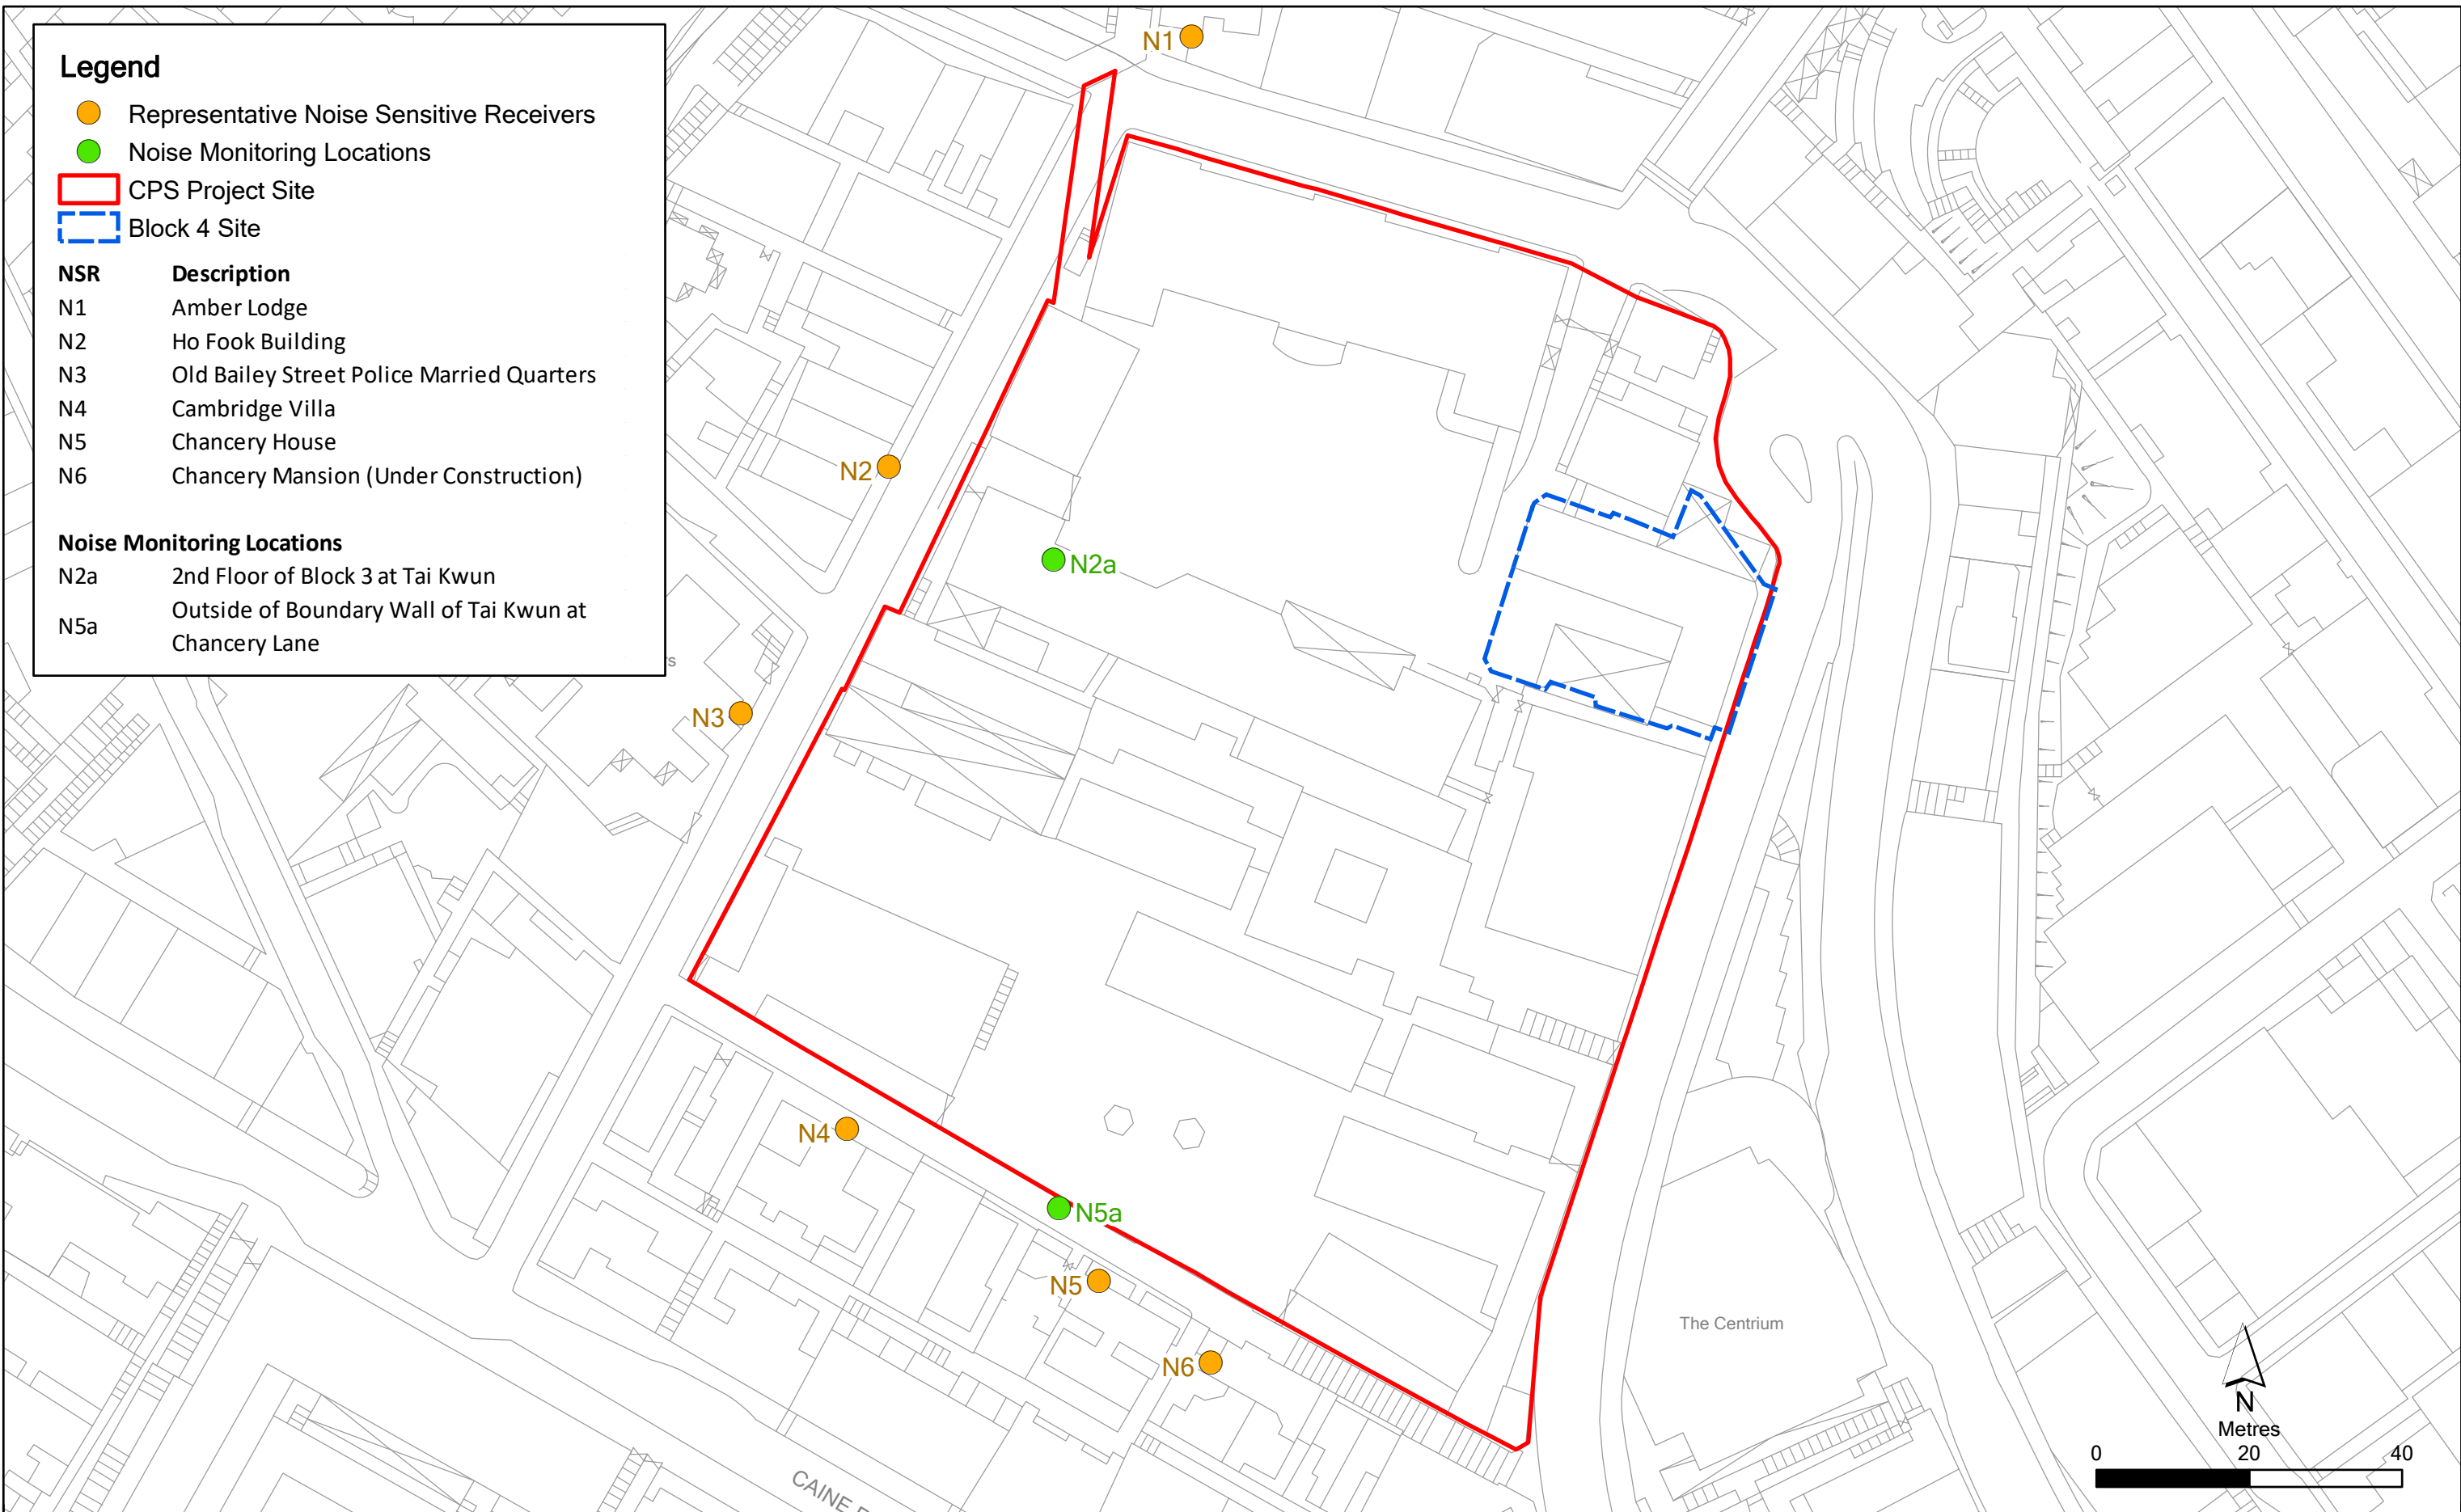 Legend
Representative Noise Sensitive Receivers
Noise Monitoring Locations
CPS Project Site
Block 4 Site
NSR Description
N1 Amber Lodge
N2 Ho Fook Building
N3 Old Bailey Street Police Married Quarters
N4 Cambridge Villa
N5 Chancery House
N6 Chancery Mansion (Under Construction)
Noise Monitoring Locations
N2a 2nd Floor of Block 3 at Tai Kwun
N5a Outside of Boundary Wall of Tai Kwun at
Chancery Lane
N1
N2
N2a
N3
N4
N5a
N5
N6
The Centrium
CAINE
N
Metres
0 20 40